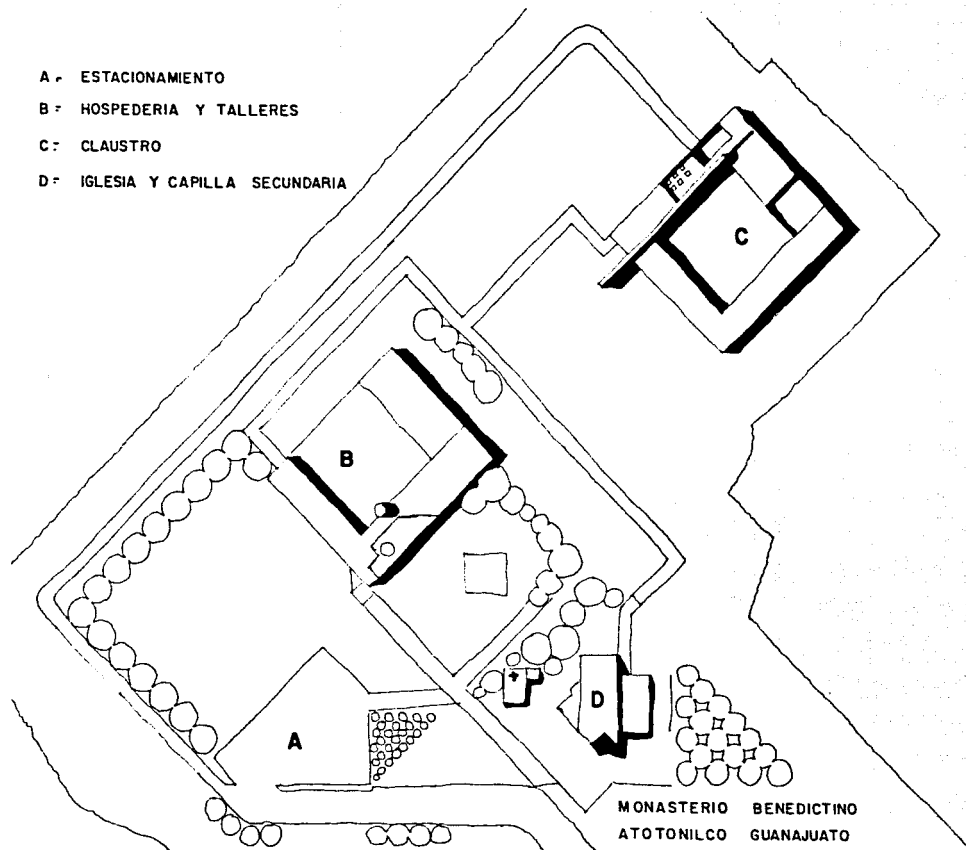 A- ESTACIONAMIENTO
B= HOSPEDERIA Y TALLERES
C= CLAUSTRO
D= IGLESIA Y CAPILLA SECUNDARIA
C
B
D
A
MONASTERIO BENEDICTINO
ATOTONILCO GUANAJUATO